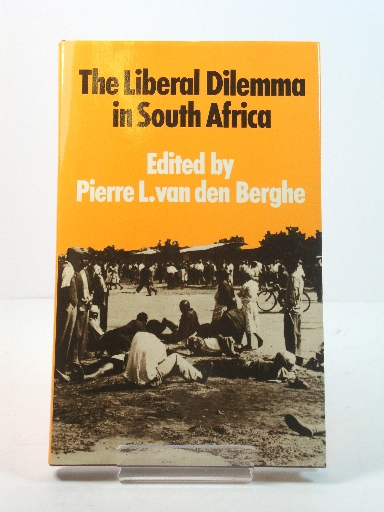 The Liberal Dilemma
in South Africa
Edited by
Pierre L. van den Berghe